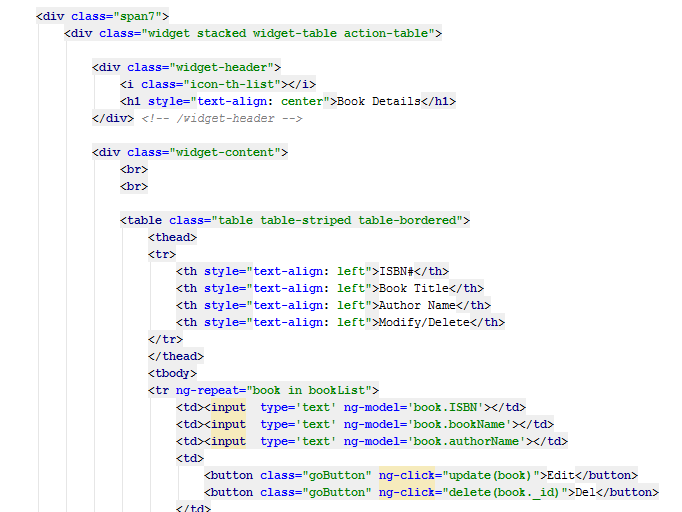 <div class="span7">
<div class="widget stacked widget-table action-table">
<div class="widget-header">
<i class="icon-th-list"></i>
<h1 style="text-align: center">Book Details</h1>
</div> <!-- /widget-header -->
<div class="widget-content">
<br>
<br>
<table class="table table-striped table-bordered">
<thead>
<tr>
<th style="text-align: left">ISBN#</th>
<th style="text-align: left">Book Title</th>
<th style="text-align: left">Author Name</th>
<th style="text-align: left">Modify/Delete</th>
</tr>
</thead>
<tbody>
<tr ng-repeat="book in bookList">
<td><input  type='text' ng-model='book.ISBN'></td>
<td><input  type='text' ng-model='book.bookName'></td>
<td><input  type='text' ng-model='book.authorName'></td>
<td>
<button class="goButton" ng-click="update(book)">Edit</button>
<button class="goButton" ng-click="delete(book._id)">Del</button>
</td>